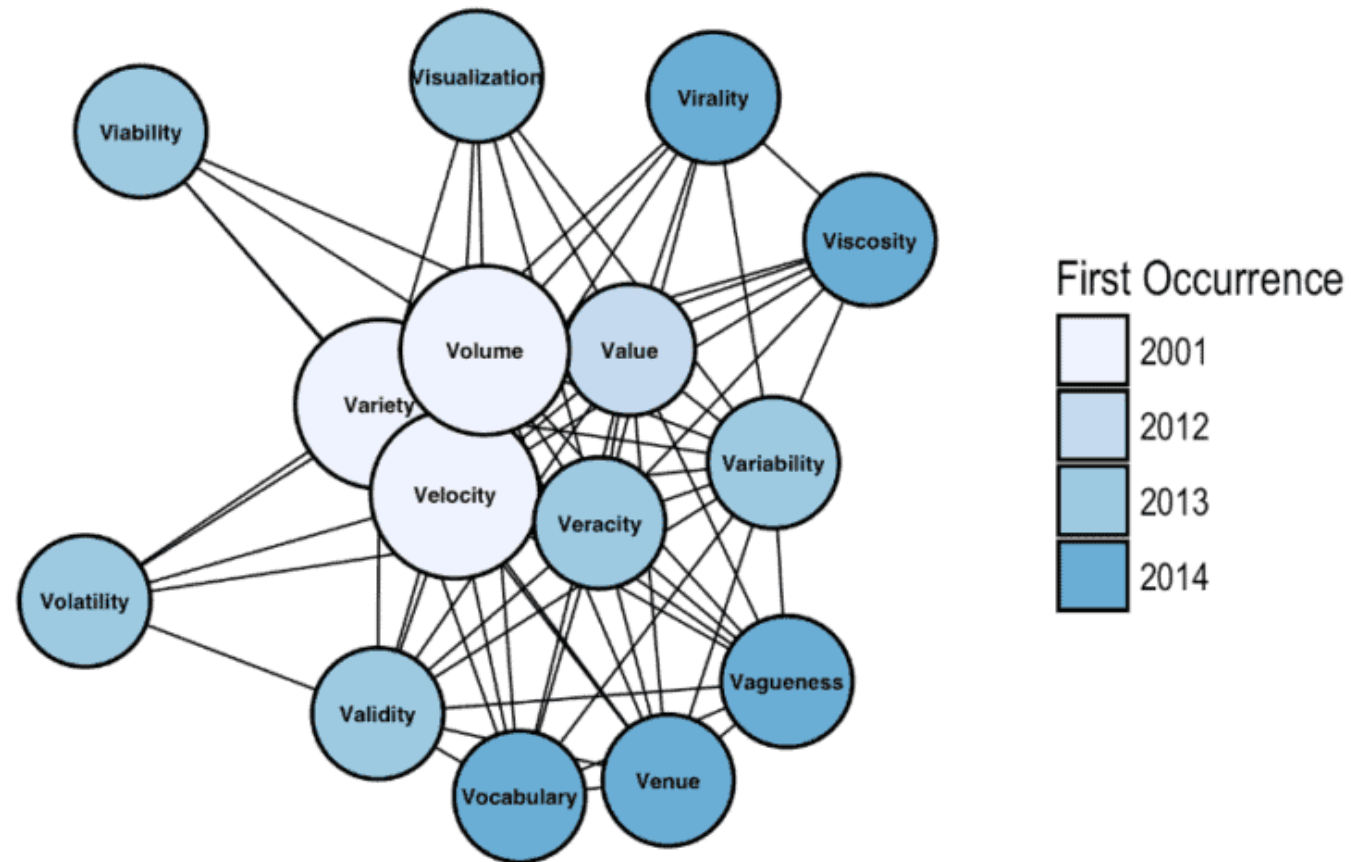 Visualization
Virality
Viability
Viscosity
Volume
Value
Variety
Variability
Velocity
Veracity
Volatility
Vagueness
Validity
Venue
Vocabulary
First Occurrence
2001
2012
2013
2014